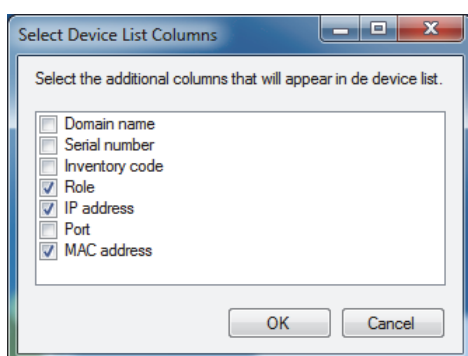 Select Device List Columns
Select the additional columns that will appear in de device list.
Domain name
Serial number
Inventory code
Role
IP address
Port
MAC address
OK Cancel